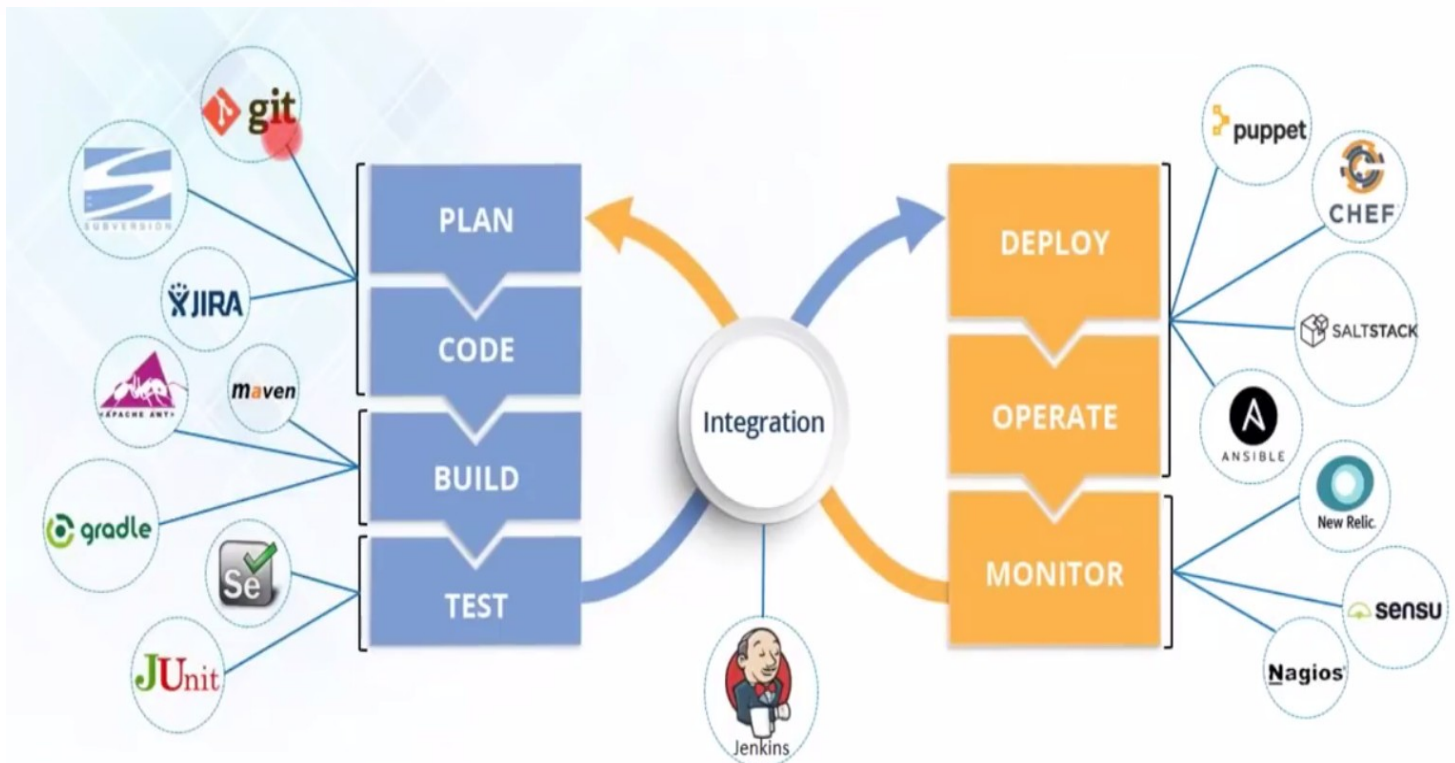 git
SUBVERSION
JIRA
APACHE ANT
maven
gradle
Se
JUnit
PLAN
CODE
BUILD
TEST
Integration
Jenkins
DEPLOY
OPERATE
MONITOR
puppet
CHEF
SALTSTACK
ANSIBLE
New Relic.
sensu
Nagios®